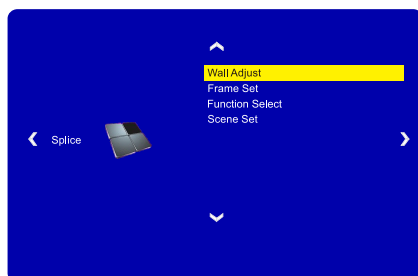 Wall Adjust
Frame Set
Function Select
Scene Set
Splice